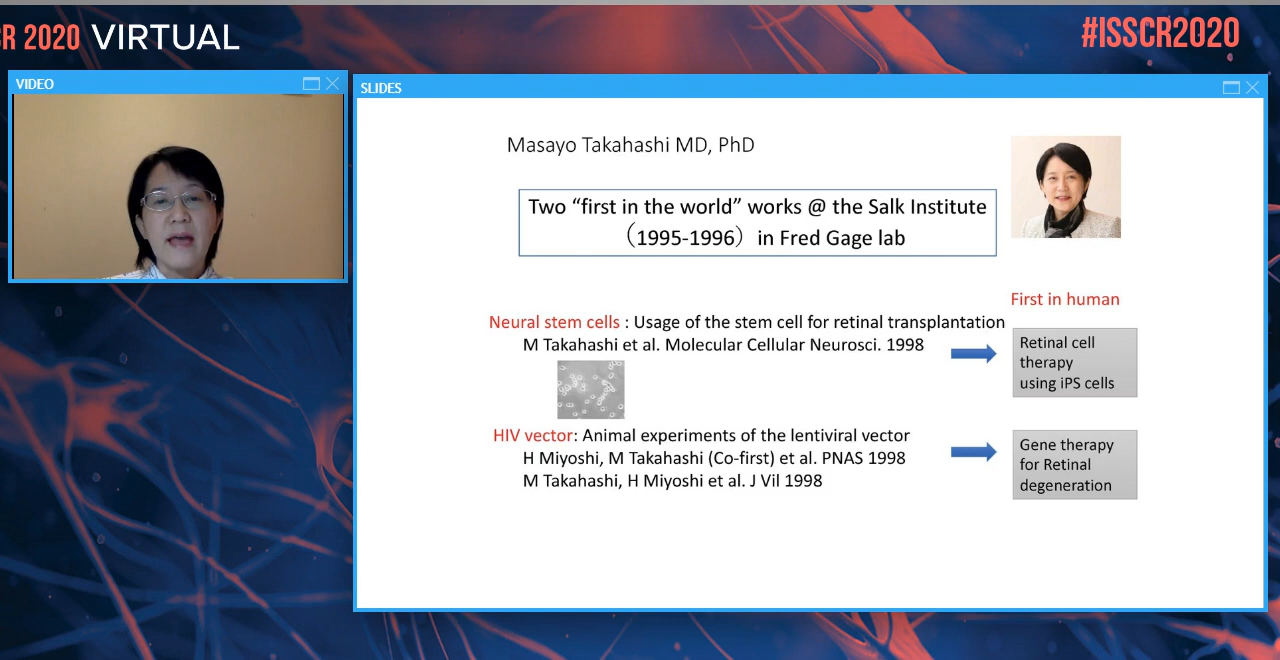 CR 2020 VIRTUAL
#ISSCR2020
VIDEO
SLIDES
Masayo Takahashi MD, PhD
Two “first in the world” works @ the Salk Institute
（1995-1996）in Fred Gage lab
First in human
Neural stem cells : Usage of the stem cell for retinal transplantation
M Takahashi et al. Molecular Cellular Neurosci. 1998
Retinal cell
therapy
using iPS cells
HIV vector: Animal experiments of the lentiviral vector
H Miyoshi, M Takahashi (Co-first) et al. PNAS 1998
M Takahashi, H Miyoshi et al. J Vil 1998
Gene therapy
for Retinal
degeneration